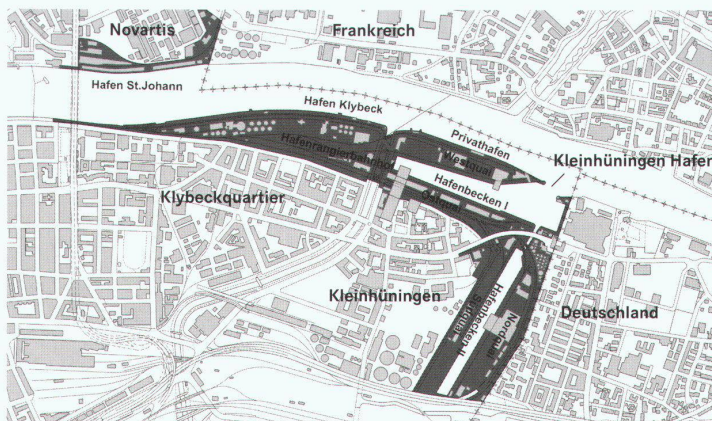 Novartis
Frankreich
Hafen St.Johann
Hafen Klybeck
Privathafen
Hafenrangierbahnhof
Westquai
Kleinhüningen Hafen
Hafenbecken I
Ostquai
Klybeckquartier
Kleinhüningen
Hafenbecken II
Südquai
Nordquai
Deutschland